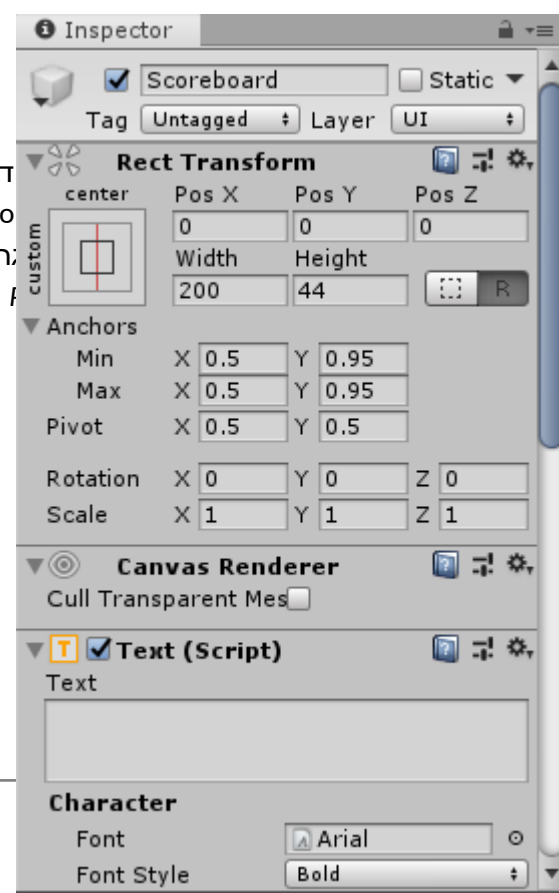 Inspector
Scoreboard Static
Tag Untagged Layer UI
Rect Transform
center Pos X Pos Y Pos Z
custom 0 0 0
Width Height
200 44 R
Anchors
Min X 0.5 Y 0.95
Max X 0.5 Y 0.95
Pivot X 0.5 Y 0.5
Rotation X 0 Y 0 Z 0
Scale X 1 Y 1 Z 1
Canvas Renderer
Cull Transparent Mes
T Text (Script)
Text
Character
Font Arial
Font Style Bold